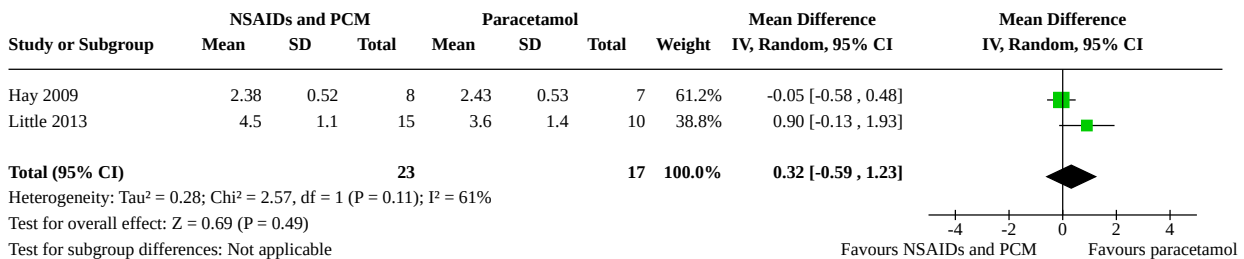 NSAIDs and PCM Paracetamol Mean Difference Mean Difference
Study or Subgroup Mean SD Total Mean SD Total Weight IV, Random, 95% CI IV, Random, 95% CI
Hay 2009 2.38 0.52 8 2.43 0.53 7 61.2% -0.05 [-0.58 , 0.48]
Little 2013 4.5 1.1 15 3.6 1.4 10 38.8% 0.90 [-0.13 , 1.93]
Total (95% CI) 23 17 100.0% 0.32 [-0.59 , 1.23]
Heterogeneity: Tau² = 0.28; Chi² = 2.57, df = 1 (P = 0.11); I² = 61%
Test for overall effect: Z = 0.69 (P = 0.49)
-4 -2 0 2 4
Test for subgroup differences: Not applicable
Favours NSAIDs and PCM Favours paracetamol